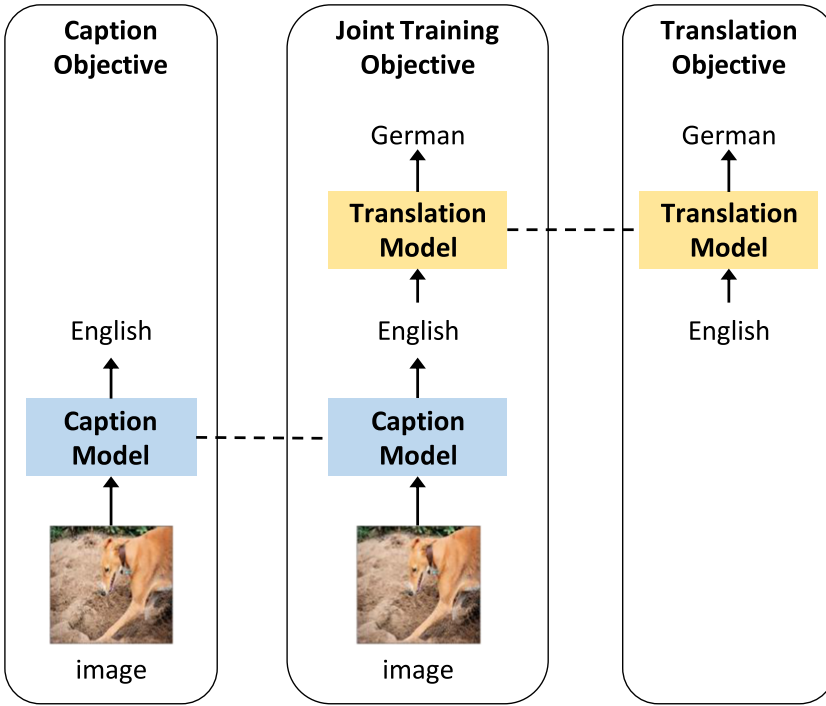 Caption
Objective
English
Caption
Model
image
Joint Training
Objective
German
Translation
Model
English
Caption
Model
image
Translation
Objective
German
Translation
Model
English